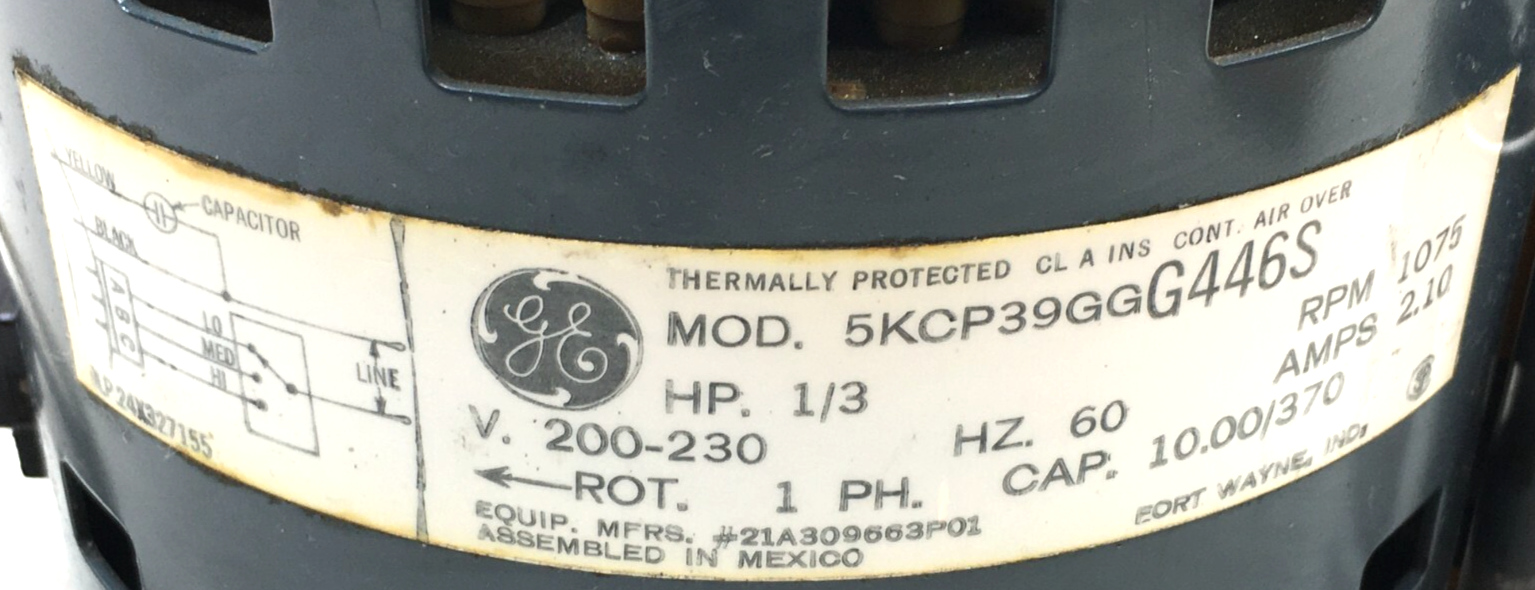 YELLOW
CAPACITOR
BLACK
A B C
LO
MED
HI
LINE
24A327155
GE
THERMALLY PROTECTED CL A INS CONT. AIR OVER
MOD. 5KCP39GGG446S
HP. 1/3 RPM 1075
V. 200-230 HZ. 60 AMPS 2.10
←ROT. 1 PH. CAP. 10.00/370
EQUIP. MFRS. #21A309663P01
ASSEMBLED IN MEXICO
FORT WAYNE, IND.